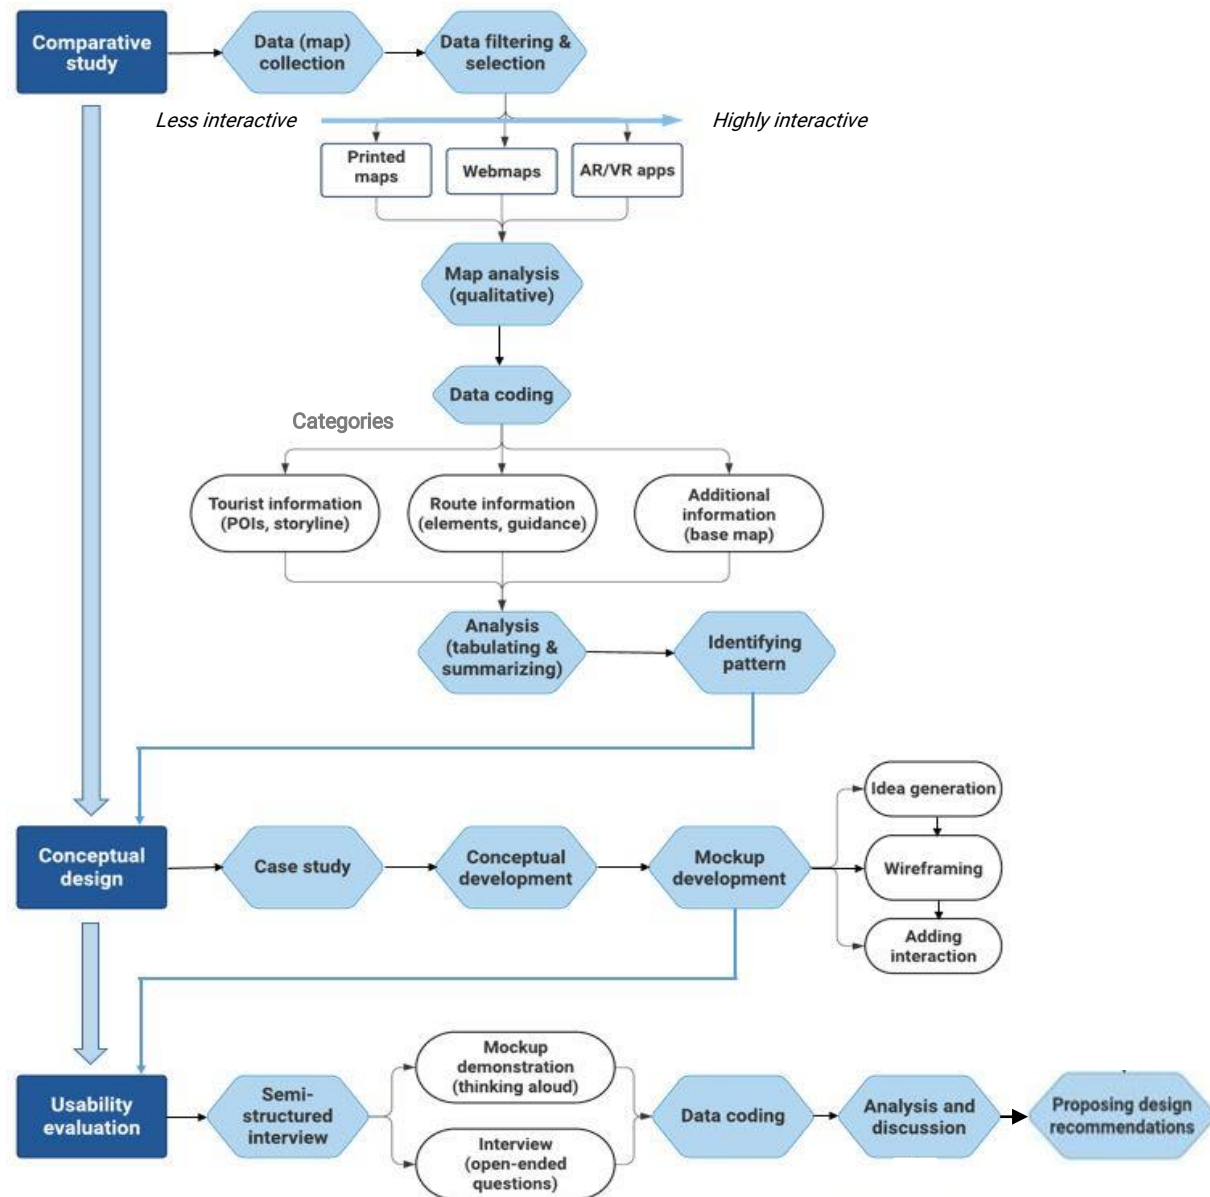 Comparative
study
Data (map)
collection
Data filtering &
selection
Less interactive
Highly interactive
Printed
maps
Webmaps
AR/VR apps
Map analysis
(qualitative)
Data coding
Categories
Tourist information
(POIs, storyline)
Route information
(elements, guidance)
Additional
information
(base map)
Analysis
(tabulating &
summarizing)
Identifying
pattern
Conceptual
design
Case study
Conceptual
development
Mockup
development
Idea generation
Wireframing
Adding
interaction
Usability
evaluation
Semi-
structured
interview
Mockup
demonstration
(thinking aloud)
Interview
(open-ended
questions)
Data coding
Analysis and
discussion
Proposing design
recommendations